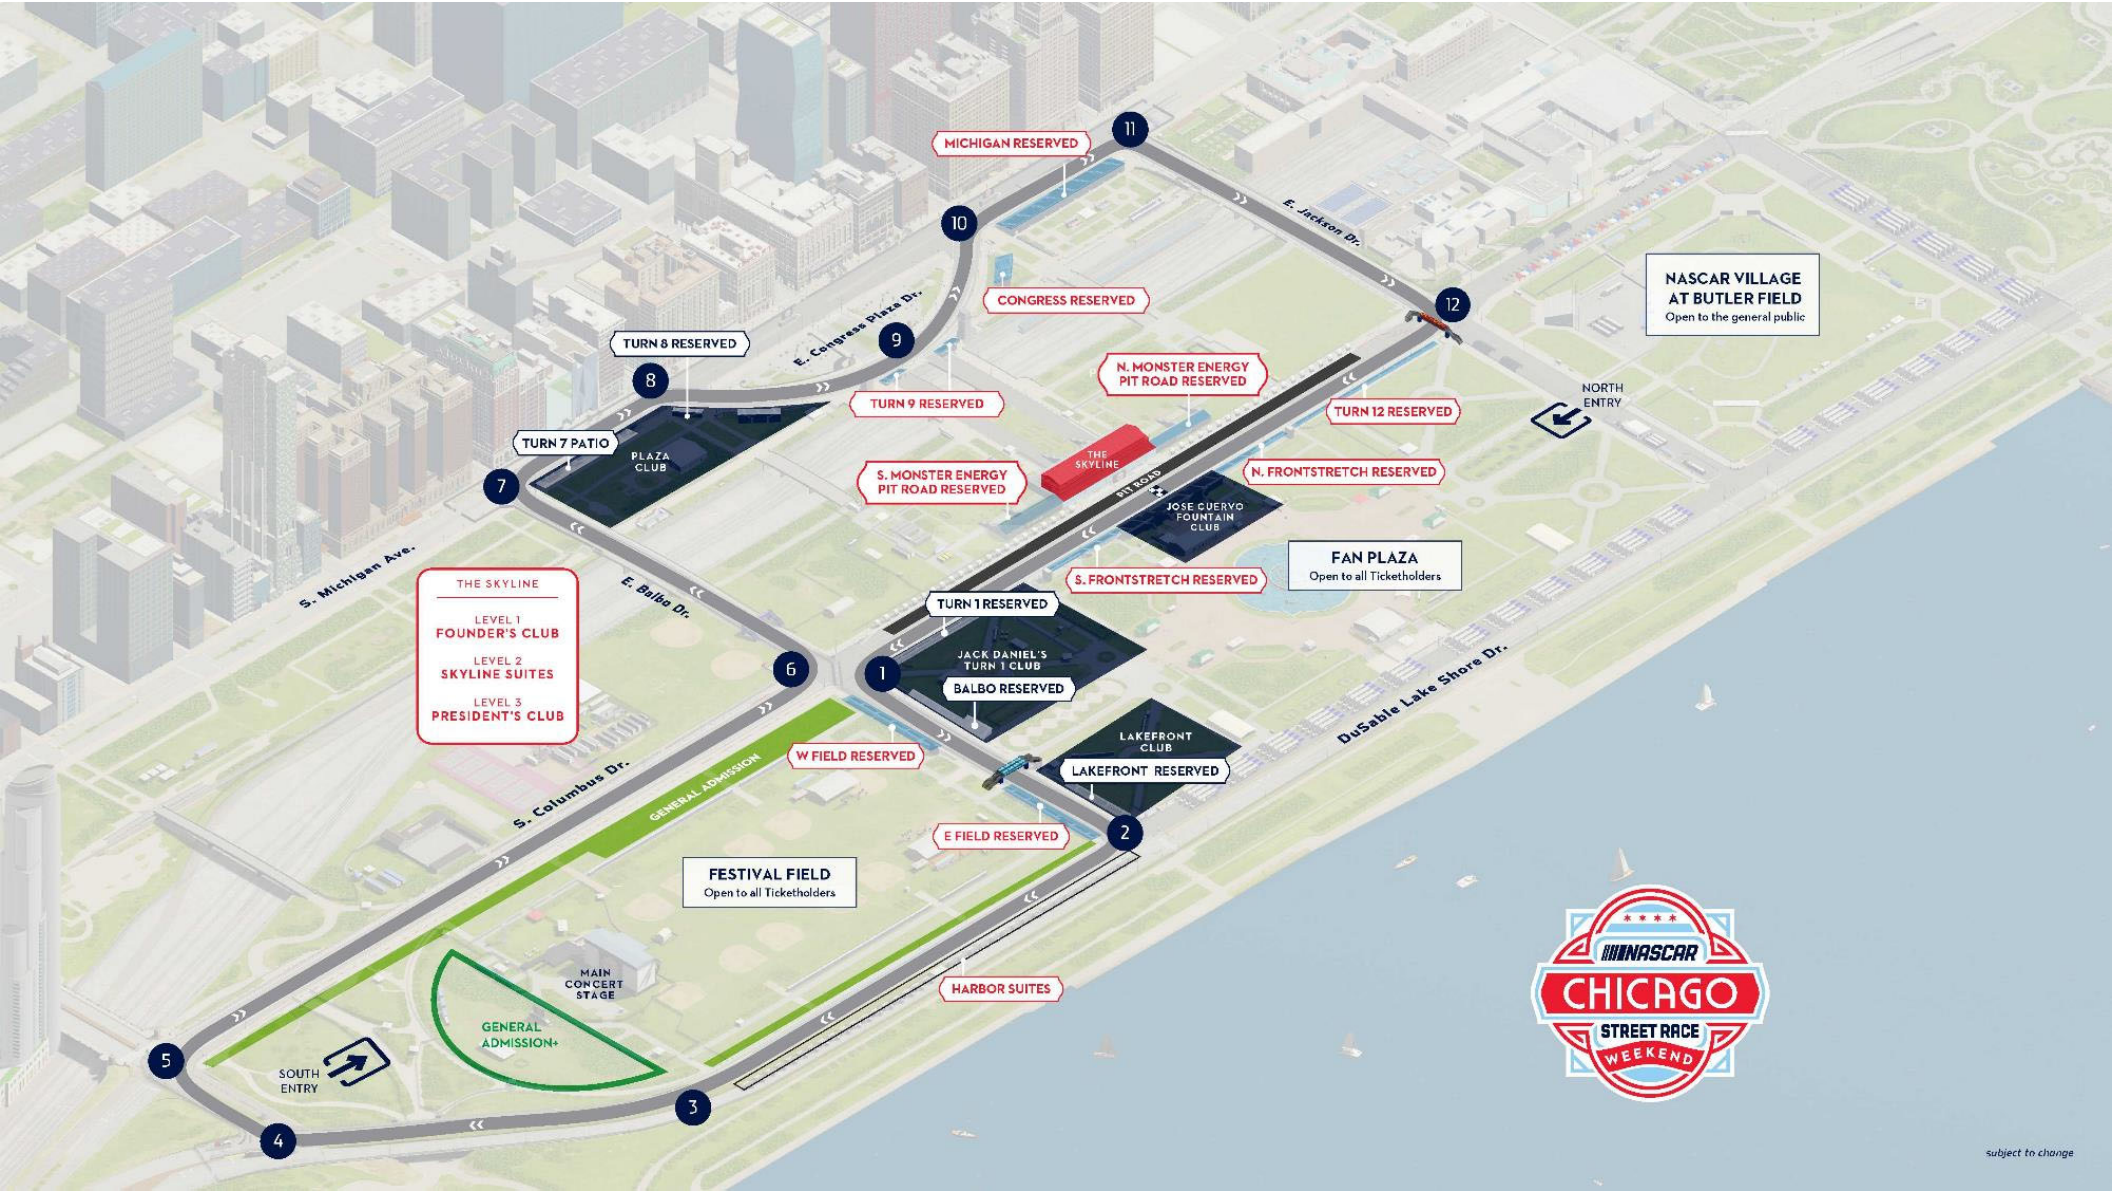 11
MICHIGAN RESERVED
10
E. Jackson Dr.
NASCAR VILLAGE
AT BUTLER FIELD
Open to the general public
CONGRESS RESERVED
12
E. Congress Plaza Dr.
9
TURN 8 RESERVED
8
N. MONSTER ENERGY
PIT ROAD RESERVED
NORTH
ENTRY
TURN 9 RESERVED
TURN 12 RESERVED
TURN 7 PATIO
PLAZA
CLUB
THE
SKYLINE
S. MONSTER ENERGY
PIT ROAD RESERVED
N. FRONTSTRETCH RESERVED
7
PIT ROAD
JOSE CUERVO
FOUNTAIN
CLUB
FAN PLAZA
Open to all Ticketholders
S. Michigan Ave.
E. Balbo Dr.
S. FRONTSTRETCH RESERVED
THE SKYLINE
LEVEL 1
FOUNDER'S CLUB
LEVEL 2
SKYLINE SUITES
LEVEL 3
PRESIDENT'S CLUB
TURN 1 RESERVED
JACK DANIEL'S
TURN 1 CLUB
6
1
BALBO RESERVED
DuSable Lake Shore Dr.
LAKEFRONT
CLUB
LAKEFRONT RESERVED
W FIELD RESERVED
GENERAL ADMISSION
S. Columbus Dr.
E FIELD RESERVED
2
FESTIVAL FIELD
Open to all Ticketholders
MAIN
CONCERT
STAGE
HARBOR SUITES
GENERAL
ADMISSION+
5
SOUTH
ENTRY
3
4
NASCAR
CHICAGO
STREET RACE
WEEKEND
subject to change